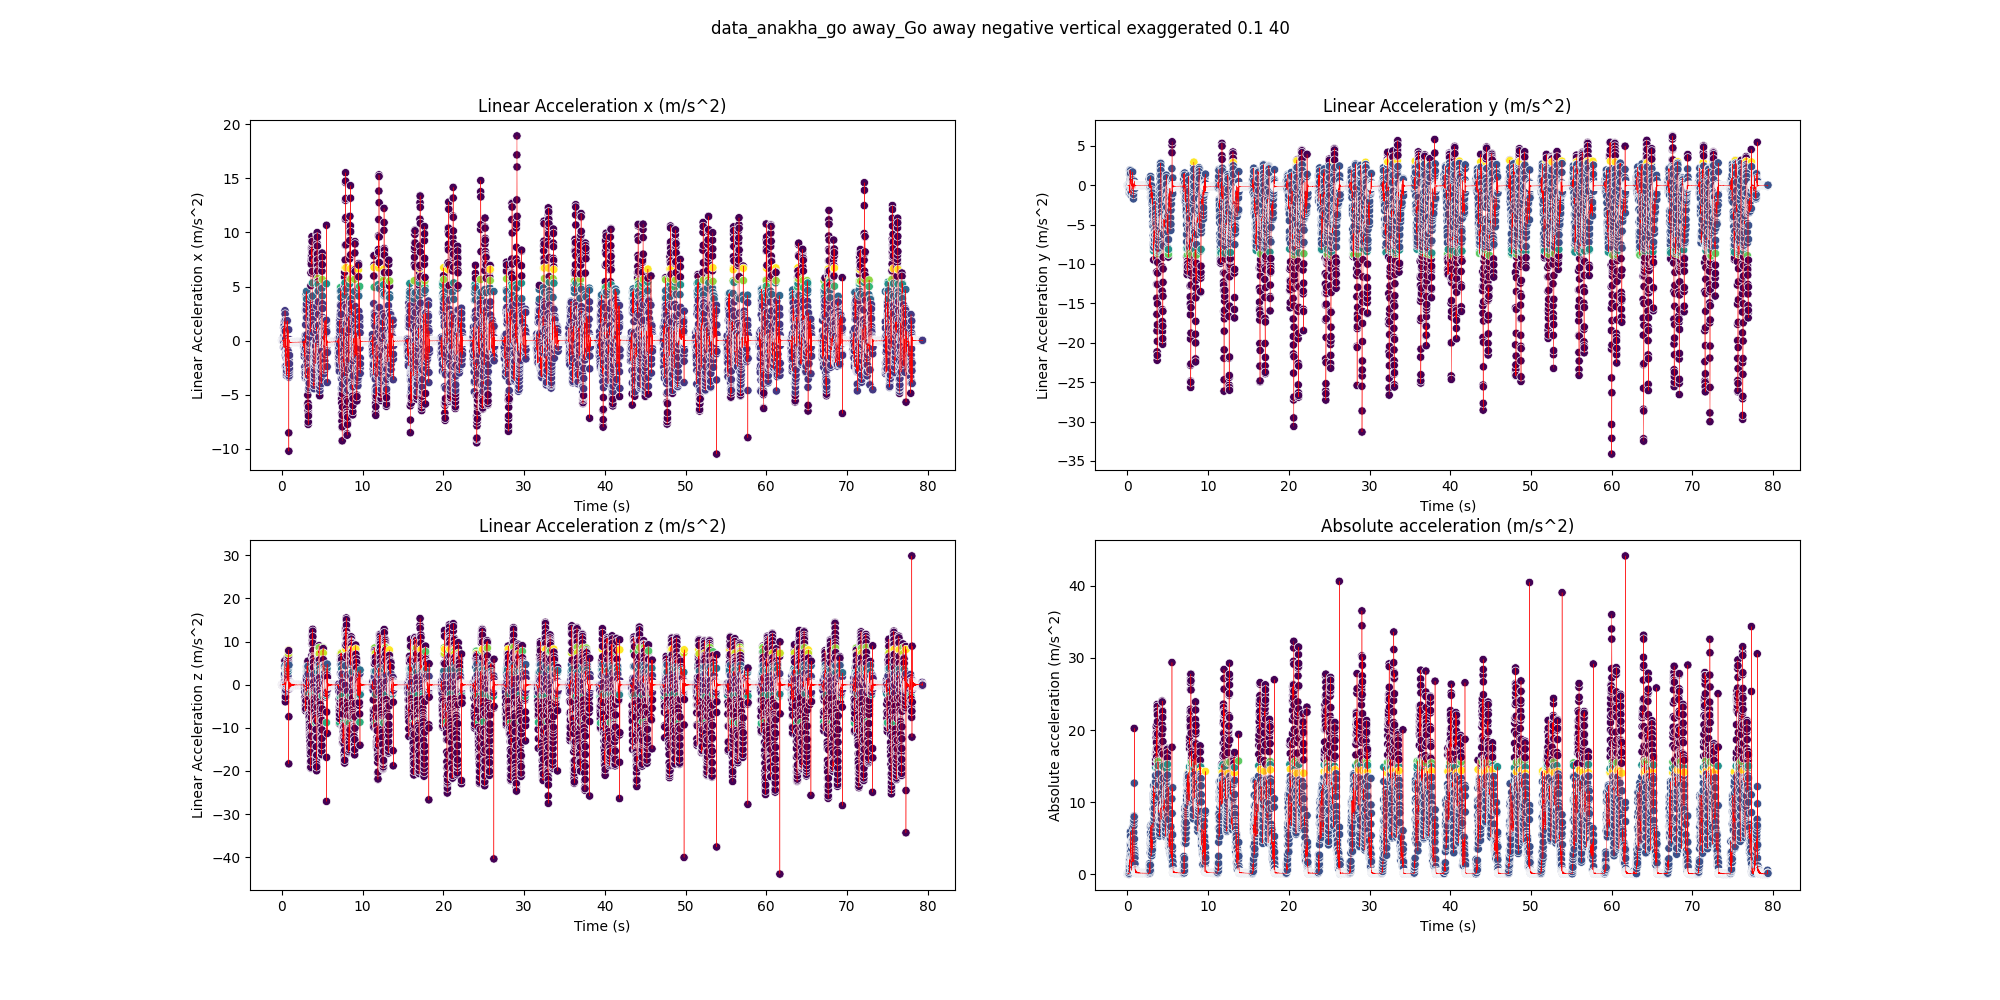 data_anakha_go away_Go away negative vertical exaggerated 0.1 40
Linear Acceleration x (m/s^2)
Linear Acceleration x (m/s^2)
20
15
10
5
0
−5
−10
0 10 20 30 40 50 60 70 80
Time (s)
Linear Acceleration y (m/s^2)
Linear Acceleration y (m/s^2)
5
0
−5
−10
−15
−20
−25
−30
−35
0 10 20 30 40 50 60 70 80
Time (s)
Linear Acceleration z (m/s^2)
Linear Acceleration z (m/s^2)
30
20
10
0
−10
−20
−30
−40
0 10 20 30 40 50 60 70 80
Time (s)
Absolute acceleration (m/s^2)
Absolute acceleration (m/s^2)
40
30
20
10
0
0 10 20 30 40 50 60 70 80
Time (s)